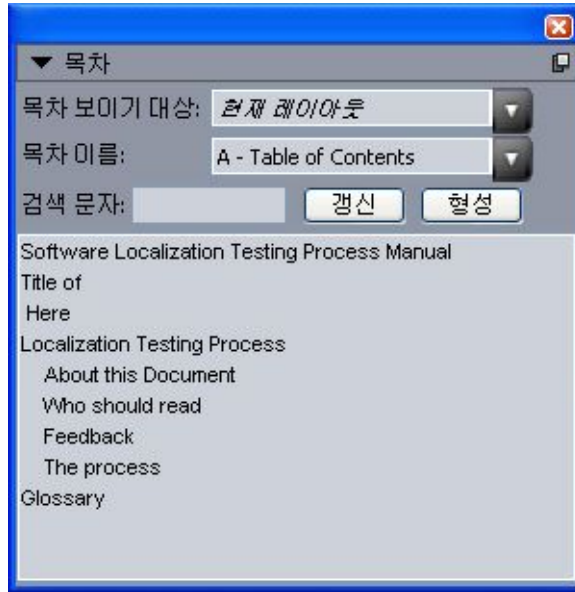 목차
목차 보이기 대상: 현재 레이아웃
목차 이름: A - Table of Contents
검색 문자: 갱신 형성
Software Localization Testing Process Manual
Title of
Here
Localization Testing Process
About this Document
Who should read
Feedback
The process
Glossary